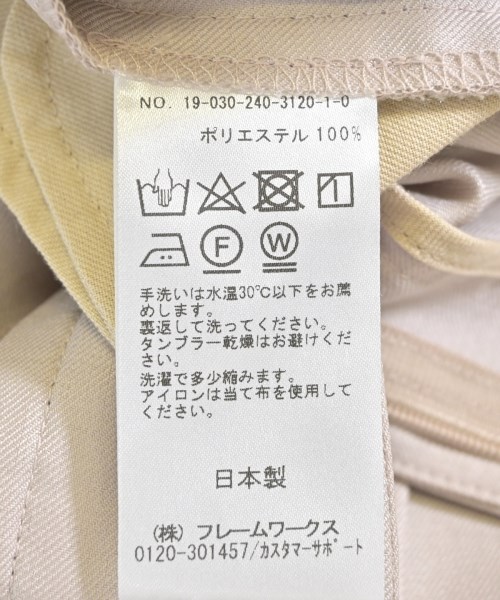 NO. 19-030-240-3120-1-0
ポリエステル 100%
F W
手洗いは水温30℃以下をお薦
めします。
裏返して洗ってください。
タンブラー乾燥はお避けくだ
さい。
洗濯で多少縮みます。
アイロンは当て布を使用して
ください。
日本製
(株) フレームワークス
0120-301457/カスタマーサポート